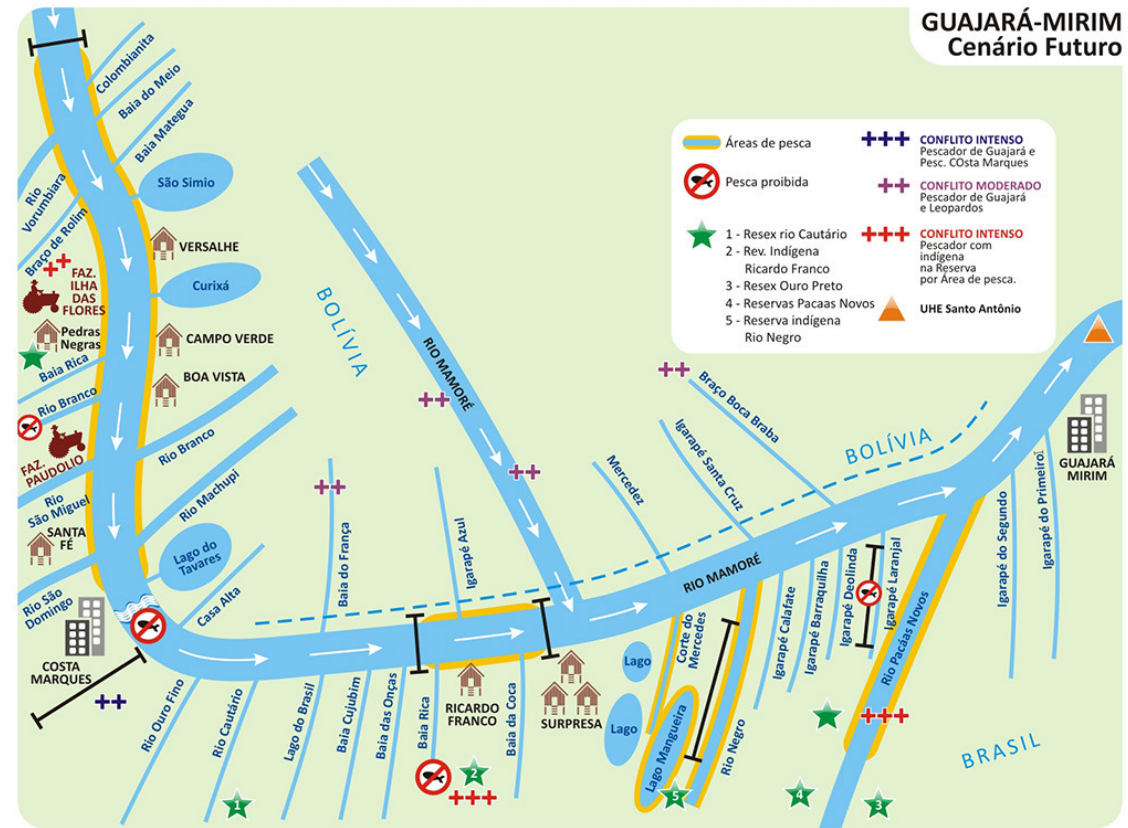 GUAJARÁ-MIRIM
Cenário Futuro
Áreas de pesca
Pesca proibida
1 - Resex rio Cautário
2 - Rev. Indígena
Ricardo Franco
3 - Resex Ouro Preto
4 - Reservas Pacaas Novos
5 - Reserva indígena
Rio Negro
+++ CONFLITO INTENSO
Pescador de Guajará e
Pesc. COsta Marques
++ CONFLITO MODERADO
Pescador de Guajará
e Leopardos
+++ CONFLITO INTENSO
Pescador com
indígena
na Reserva
por Área de pesca.
UHE Santo Antônio
Colombianita
Baia do Meio
Baia Mategua
Rio
Vorumbiara
Braço de Rolim
São Simio
VERSALHE
++
FAZ.
ILHA
DAS
FLORES
Curixá
Pedras
Negras
CAMPO VERDE
Baia Rica
BOA VISTA
Rio Branco
FAZ.
PAUDOLIO
Rio Branco
Rio
São Miguel
Rio Machupi
SANTA
FÉ
Lago do
Tavares
Rio São
Domingo
Casa Alta
COSTA
MARQUES
++
BOLÍVIA
RIO MAMORÉ
++
++
++
Baia do França
Igarapé Azul
Mercedez
Igarapé Santa Cruz
++
Braço Boca Braba
BOLÍVIA
RIO MAMORÉ
GUAJARÁ
MIRIM
Rio Ouro Fino
Rio Cautário
Lago do Brasil
Baia Cujubim
Baia das Onças
Baia Rica
RICARDO
FRANCO
Baia da Coca
SURPRESA
Lago
Lago
Corte do
Mercedes
Lago Mangueira
Rio Negro
Igarapé Calafate
Igarapé Barraquilha
Igarapé Deolinda
Igarapé Laranjal
Rio Pacáas Novos
Igarapé do Segundo
Igarapé do Primeiro
+++
BRASIL
1
2
+++
5
4
3